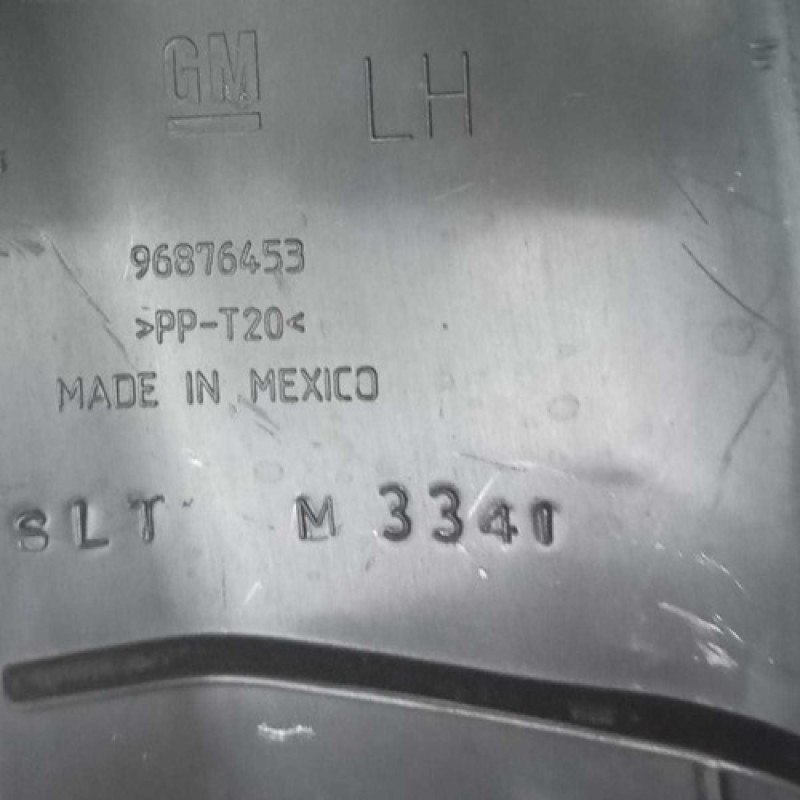 GM LH
96876453
>PP-T20<
MADE IN MEXICO
SLT M 3341